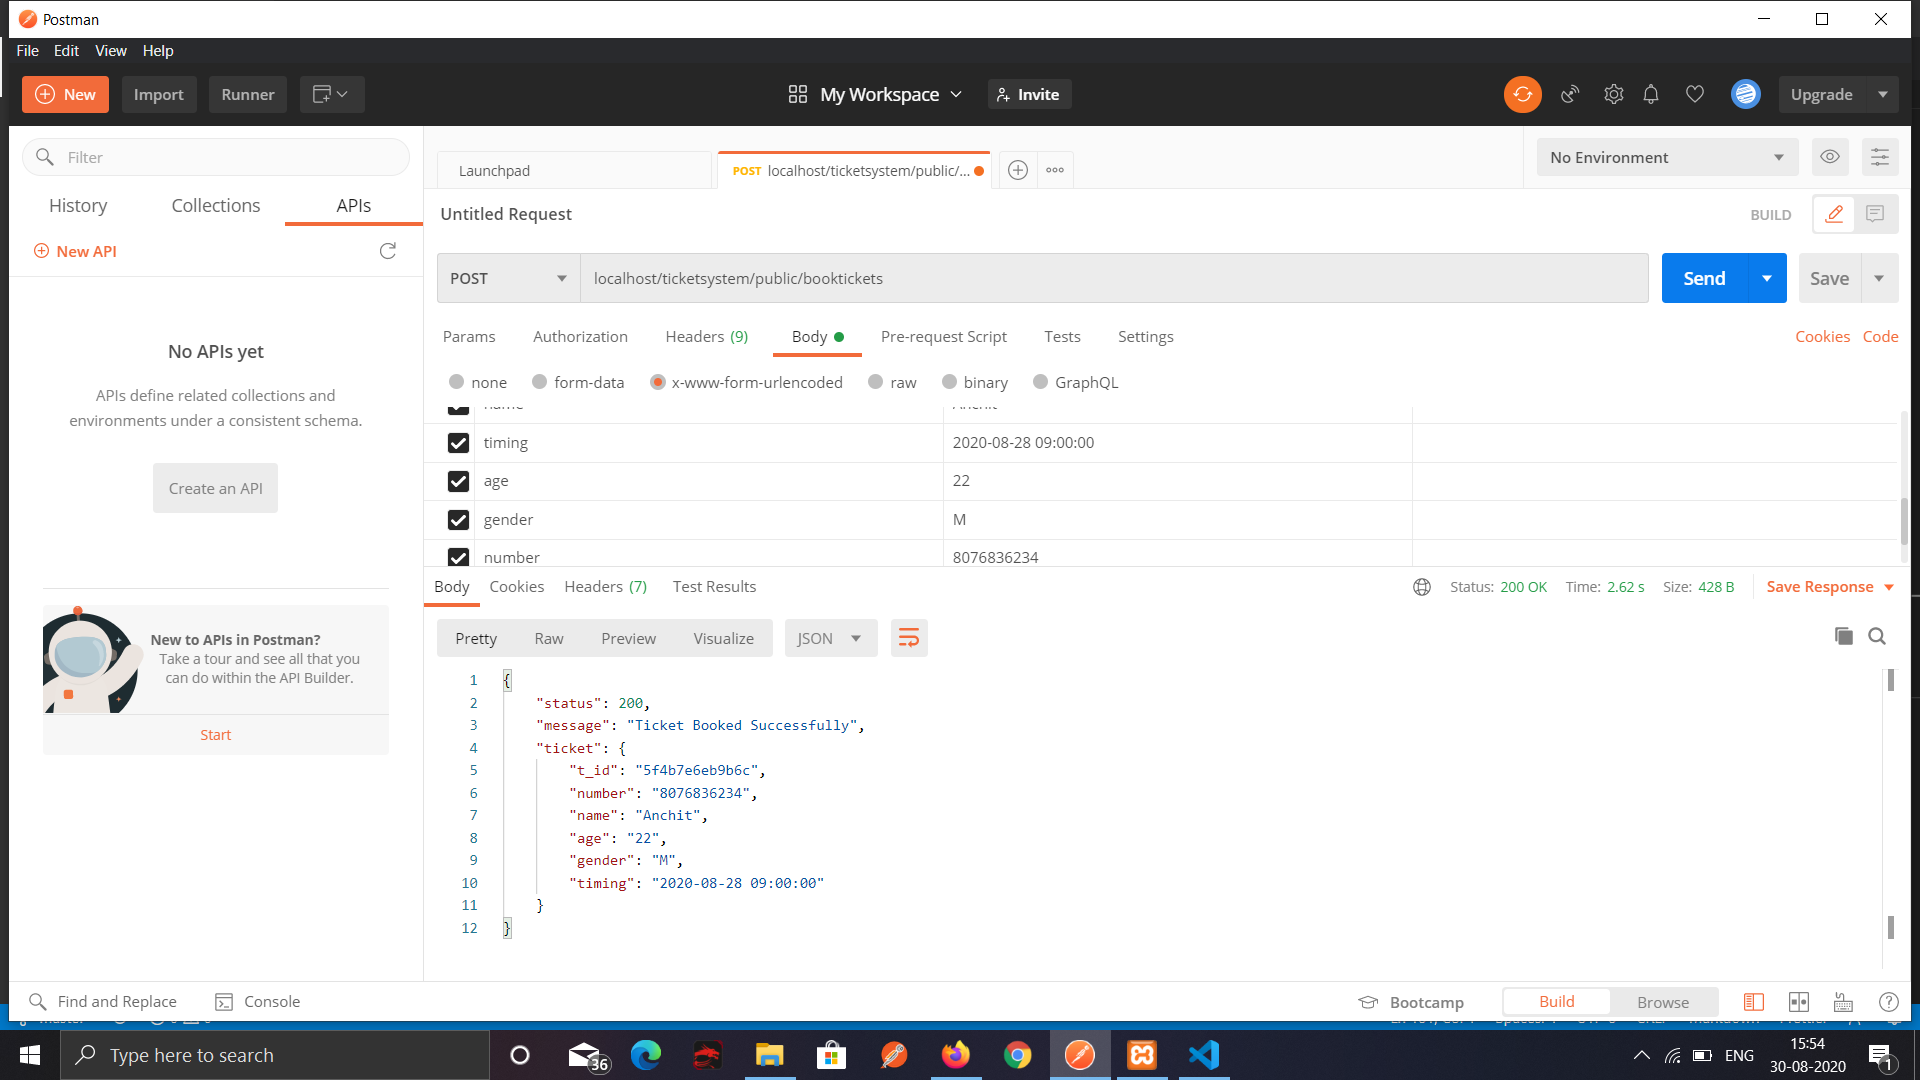 Postman
File Edit View Help
New Import Runner My Workspace Invite Upgrade
Filter
History Collections APIs
New API
No APIs yet
APIs define related collections and
environments under a consistent schema.
Create an API
New to APIs in Postman?
Take a tour and see all that you
can do within the API Builder.
Start
Launchpad POST localhost/ticketsystem/public/... No Environment
Untitled Request BUILD
POST localhost/ticketsystem/public/booktickets Send Save
Params Authorization Headers (9) Body Pre-request Script Tests Settings Cookies Code
none form-data x-www-form-urlencoded raw binary GraphQL
name Anchit
timing 2020-08-28 09:00:00
age 22
gender M
number 8076836234
Body Cookies Headers (7) Test Results Status: 200 OK Time: 2.62 s Size: 428 B Save Response
Pretty Raw Preview Visualize JSON
1 {
2 "status": 200,
3 "message": "Ticket Booked Successfully",
4 "ticket": {
5 "t_id": "5f4b7e6eb9b6c",
6 "number": "8076836234",
7 "name": "Anchit",
8 "age": "22",
9 "gender": "M",
10 "timing": "2020-08-28 09:00:00"
11 }
12 }
Find and Replace Console Bootcamp Build Browse
Type here to search 36 ENG 15:54
30-08-2020 1